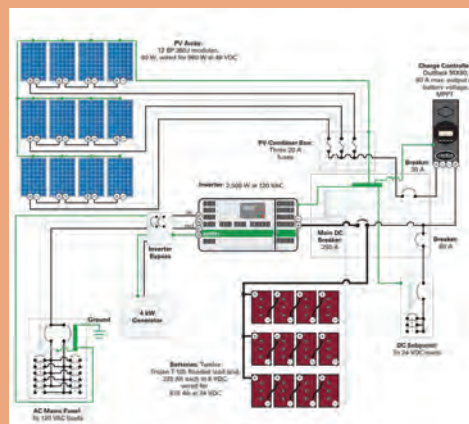 PV Array:
12 BP 380J modules,
80 W, wired for 960 W at 48 VDC
Charge Controller:
OutBack MX60,
60 A max. output at
battery voltage,
MPPT
PV Combiner Box:
Three 20 A
fuses
Breaker:
Inverter: 2,500 W at 120 VAC
Main DC
Breaker:
250 A
Breaker:
60 A
Inverter
Bypass
4 kW
Generator
Ground
Batteries: Twelve
Trojan T-105 flooded lead-acid,
225 Ah each at 6 VDC,
wired for
at 24 VDC
DC Subpanel:
To 24 VDC loads
AC Mains Panel:
To 120 VAC loads